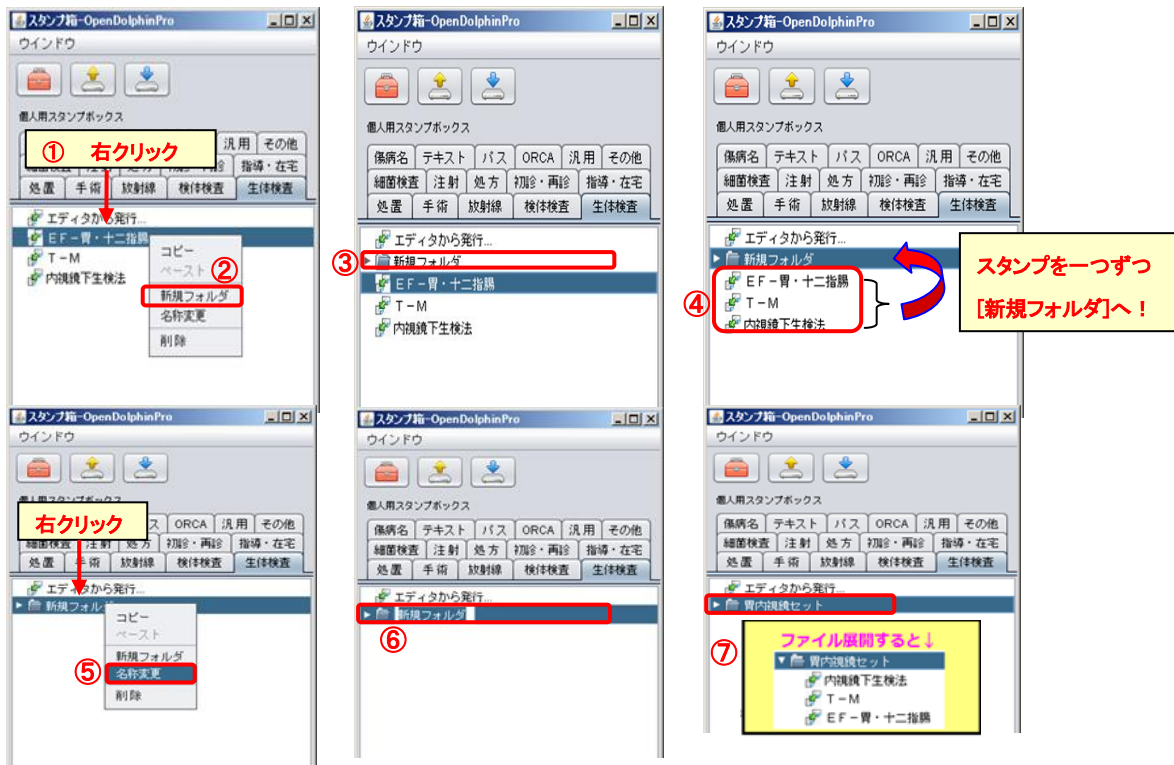 スタンプ箱-OpenDolphinPro
ウインドウ
個人用スタンプボックス
① 右クリック
汎用 その他
指導・在宅
処置 手術 放射線 検体検査 生体検査
エディタから発行...
EF-胃・十二指腸
T-M
内視鏡下生検法
コピー
ペースト
②
新規フォルダ
名称変更
削除
スタンプ箱-OpenDolphinPro
ウインドウ
個人用スタンプボックス
傷病名 テキスト パス ORCA 汎用 その他
細菌検査 注射 処方 初診・再診 指導・在宅
処置 手術 放射線 検体検査 生体検査
エディタから発行...
③ 新規フォルダ
EF-胃・十二指腸
T-M
内視鏡下生検法
スタンプ箱-OpenDolphinPro
ウインドウ
個人用スタンプボックス
傷病名 テキスト パス ORCA 汎用 その他
細菌検査 注射 処方 初診・再診 指導・在宅
処置 手術 放射線 検体検査 生体検査
エディタから発行...
新規フォルダ
④
EF-胃・十二指腸
T-M
内視鏡下生検法
スタンプを一つずつ
[新規フォルダ]へ！
スタンプ箱-OpenDolphinPro
ウインドウ
個人用スタンプボックス
右クリック
ス ORCA 汎用 その他
細菌検査 注射 処方 初診・再診 指導・在宅
処置 手術 放射線 検体検査 生体検査
エディタから発行...
新規フォルダ
コピー
ペースト
新規フォルダ
⑤ 名称変更
削除
スタンプ箱-OpenDolphinPro
ウインドウ
個人用スタンプボックス
傷病名 テキスト パス ORCA 汎用 その他
細菌検査 注射 処方 初診・再診 指導・在宅
処置 手術 放射線 検体検査 生体検査
エディタから発行...
新規フォルダ
⑥
スタンプ箱-OpenDolphinPro
ウインドウ
個人用スタンプボックス
傷病名 テキスト パス ORCA 汎用 その他
細菌検査 注射 処方 初診・再診 指導・在宅
処置 手術 放射線 検体検査 生体検査
エディタから発行...
胃内視鏡セット
⑦
ファイル展開すると↓
胃内視鏡セット
内視鏡下生検法
T-M
EF-胃・十二指腸